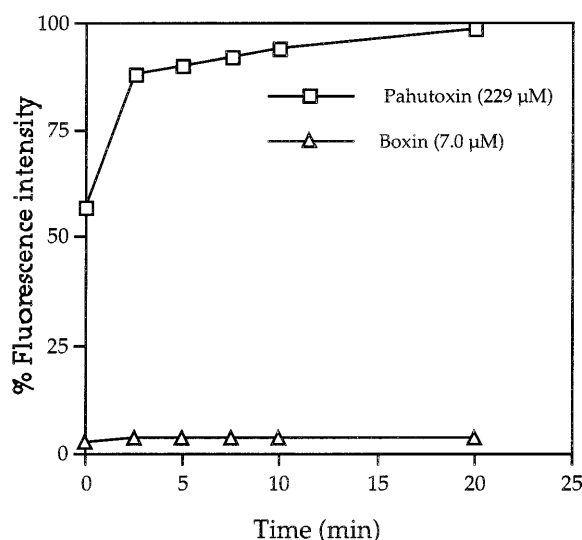 % Fluorescence intensity
100
75
50
25
0
Pahutoxin (229 µM)
Boxin (7.0 µM)
0 5 10 15 20 25
Time (min)